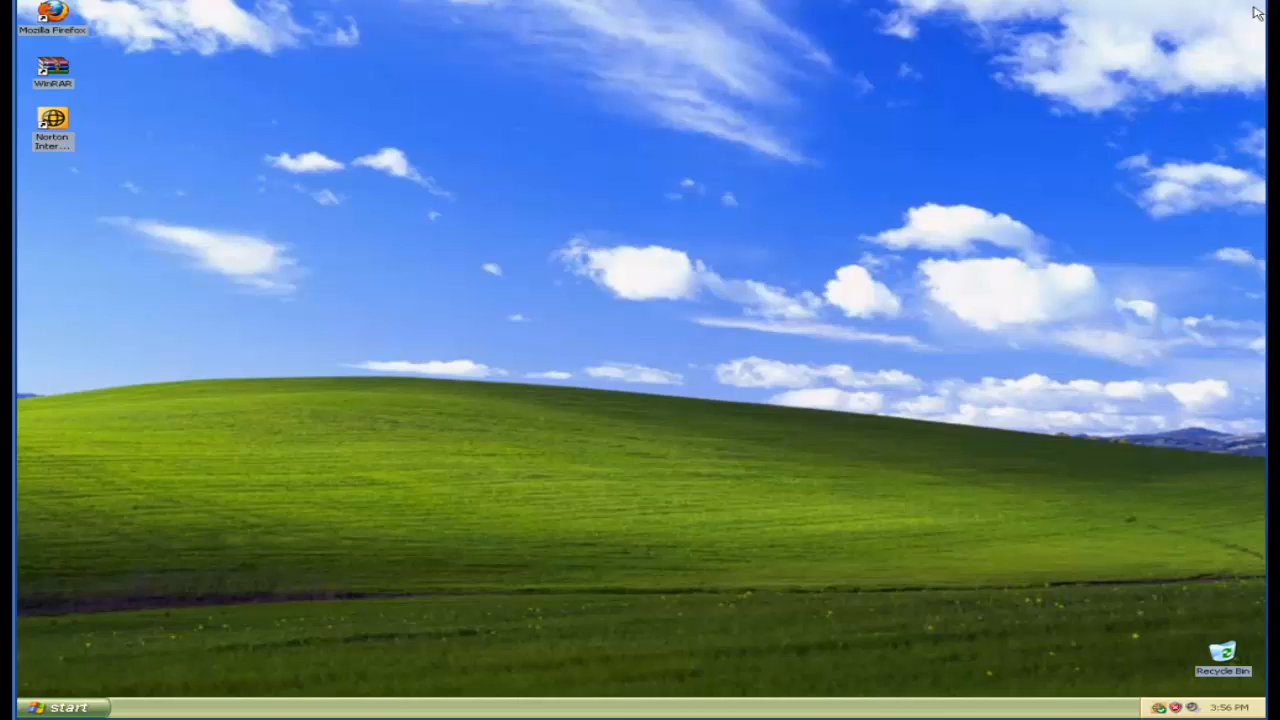 Mozilla Firefox
WinRAR
Norton
Inter...
Recycle Bin
start
3:56 PM